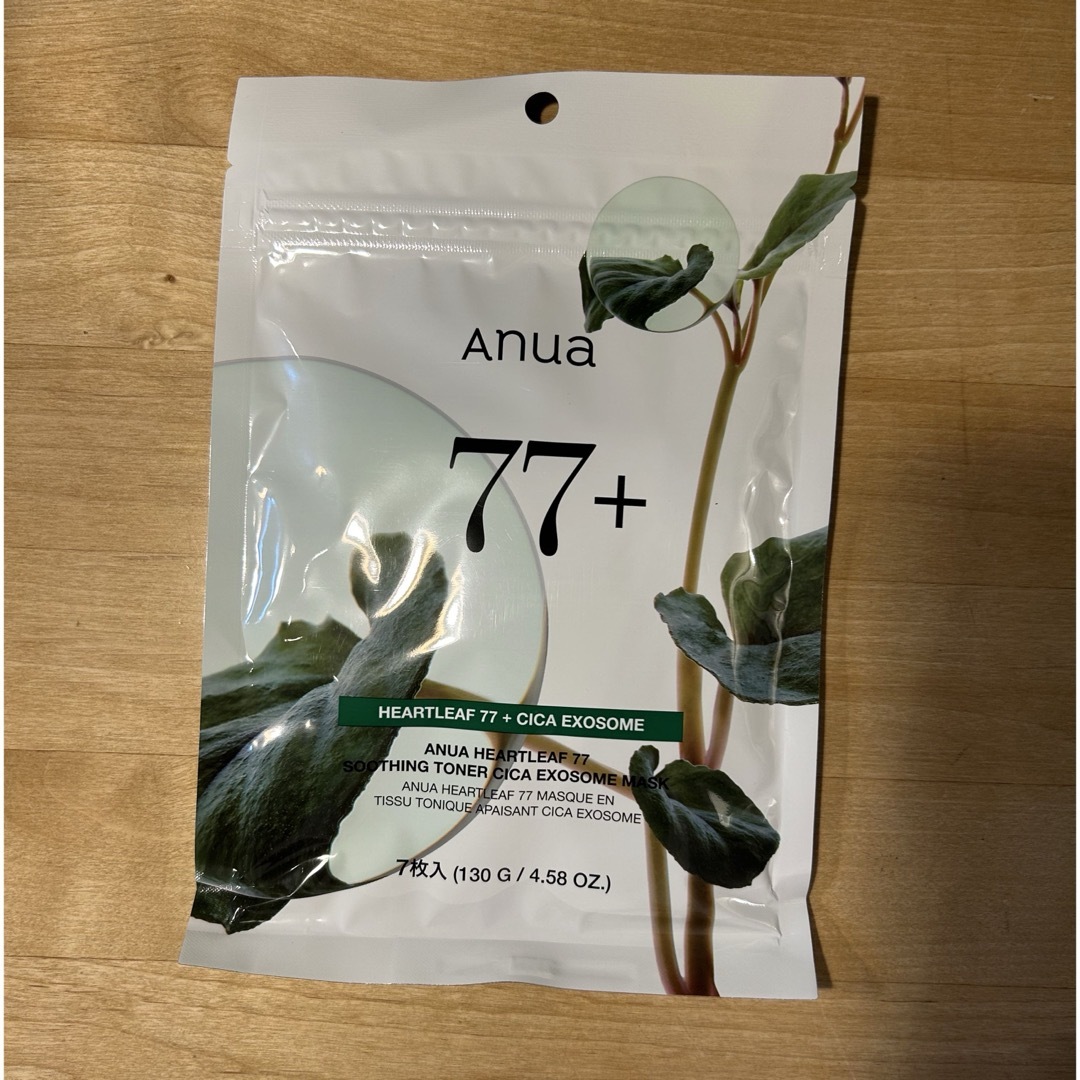 Anua
77+
HEARTLEAF 77 + CICA EXOSOME
ANUA HEARTLEAF 77
SOOTHING TONER CICA EXOSOME MASK
ANUA HEARTLEAF 77 MASQUE EN
TISSU TONIQUE APAISANT CICA EXOSOME
7枚入 (130 G / 4.58 OZ.)